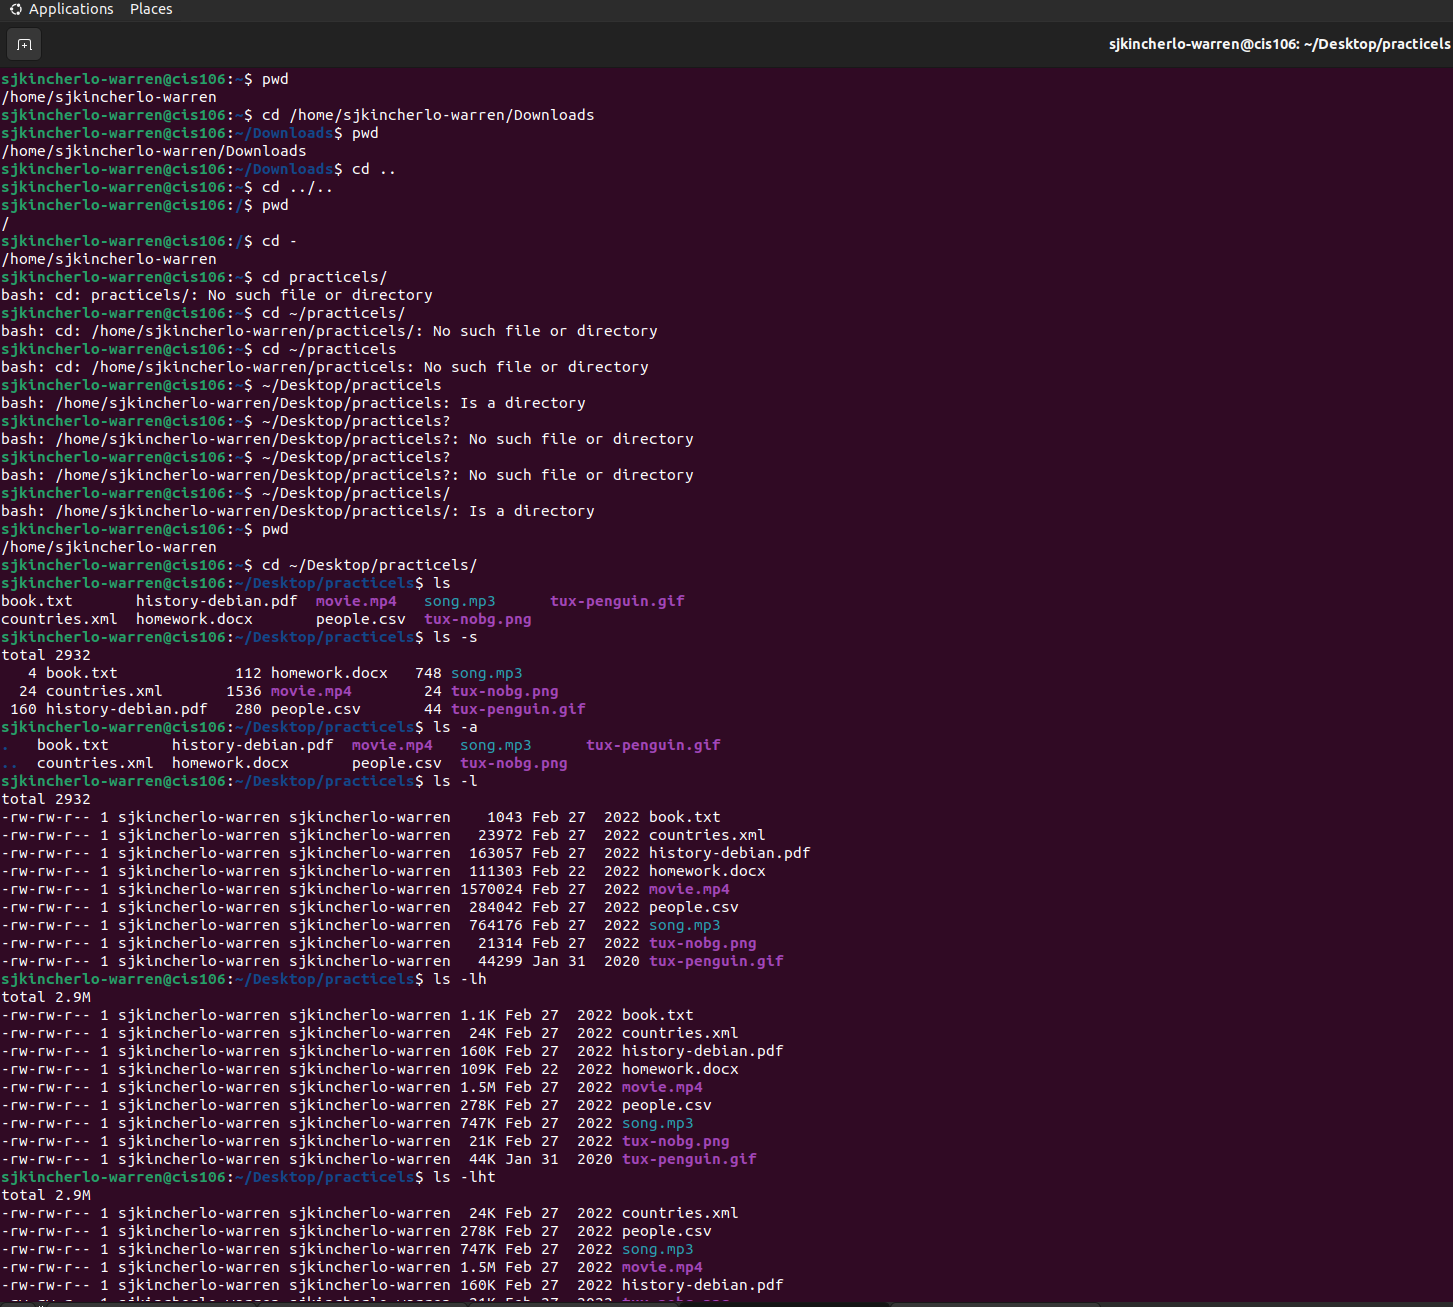 Applications Places
sjkincherlo-warren@cis106: ~/Desktop/practicels
sjkincherlo-warren@cis106:~$ pwd
/home/sjkincherlo-warren
sjkincherlo-warren@cis106:~$ cd /home/sjkincherlo-warren/Downloads
sjkincherlo-warren@cis106:~/Downloads$ pwd
/home/sjkincherlo-warren/Downloads
sjkincherlo-warren@cis106:~/Downloads$ cd ..
sjkincherlo-warren@cis106:~$ cd ../..
sjkincherlo-warren@cis106:/$ pwd
/
sjkincherlo-warren@cis106:/$ cd -
/home/sjkincherlo-warren
sjkincherlo-warren@cis106:~$ cd practicels/
bash: cd: practicels/: No such file or directory
sjkincherlo-warren@cis106:~$ cd ~/practicels/
bash: cd: /home/sjkincherlo-warren/practicels/: No such file or directory
sjkincherlo-warren@cis106:~$ cd ~/practicels
bash: cd: /home/sjkincherlo-warren/practicels: No such file or directory
sjkincherlo-warren@cis106:~$ ~/Desktop/practicels
bash: /home/sjkincherlo-warren/Desktop/practicels: Is a directory
sjkincherlo-warren@cis106:~$ ~/Desktop/practicels?
bash: /home/sjkincherlo-warren/Desktop/practicels?: No such file or directory
sjkincherlo-warren@cis106:~$ ~/Desktop/practicels?
bash: /home/sjkincherlo-warren/Desktop/practicels?: No such file or directory
sjkincherlo-warren@cis106:~$ ~/Desktop/practicels/
bash: /home/sjkincherlo-warren/Desktop/practicels/: Is a directory
sjkincherlo-warren@cis106:~$ pwd
/home/sjkincherlo-warren
sjkincherlo-warren@cis106:~$ cd ~/Desktop/practicels/
sjkincherlo-warren@cis106:~/Desktop/practicels$ ls
book.txt       history-debian.pdf  movie.mp4   song.mp3      tux-penguin.gif
countries.xml  homework.docx       people.csv  tux-nobg.png
sjkincherlo-warren@cis106:~/Desktop/practicels$ ls -s
total 2932
   4 book.txt             112 homework.docx   748 song.mp3
  24 countries.xml       1536 movie.mp4        24 tux-nobg.png
 160 history-debian.pdf   280 people.csv       44 tux-penguin.gif
sjkincherlo-warren@cis106:~/Desktop/practicels$ ls -a
.   book.txt       history-debian.pdf  movie.mp4   song.mp3      tux-penguin.gif
..  countries.xml  homework.docx       people.csv  tux-nobg.png
sjkincherlo-warren@cis106:~/Desktop/practicels$ ls -l
total 2932
-rw-rw-r-- 1 sjkincherlo-warren sjkincherlo-warren    1043 Feb 27  2022 book.txt
-rw-rw-r-- 1 sjkincherlo-warren sjkincherlo-warren   23972 Feb 27  2022 countries.xml
-rw-rw-r-- 1 sjkincherlo-warren sjkincherlo-warren  163057 Feb 27  2022 history-debian.pdf
-rw-rw-r-- 1 sjkincherlo-warren sjkincherlo-warren  111303 Feb 22  2022 homework.docx
-rw-rw-r-- 1 sjkincherlo-warren sjkincherlo-warren 1570024 Feb 27  2022 movie.mp4
-rw-rw-r-- 1 sjkincherlo-warren sjkincherlo-warren  284042 Feb 27  2022 people.csv
-rw-rw-r-- 1 sjkincherlo-warren sjkincherlo-warren  764176 Feb 27  2022 song.mp3
-rw-rw-r-- 1 sjkincherlo-warren sjkincherlo-warren   21314 Feb 27  2022 tux-nobg.png
-rw-rw-r-- 1 sjkincherlo-warren sjkincherlo-warren   44299 Jan 31  2020 tux-penguin.gif
sjkincherlo-warren@cis106:~/Desktop/practicels$ ls -lh
total 2.9M
-rw-rw-r-- 1 sjkincherlo-warren sjkincherlo-warren 1.1K Feb 27  2022 book.txt
-rw-rw-r-- 1 sjkincherlo-warren sjkincherlo-warren  24K Feb 27  2022 countries.xml
-rw-rw-r-- 1 sjkincherlo-warren sjkincherlo-warren 160K Feb 27  2022 history-debian.pdf
-rw-rw-r-- 1 sjkincherlo-warren sjkincherlo-warren 109K Feb 22  2022 homework.docx
-rw-rw-r-- 1 sjkincherlo-warren sjkincherlo-warren 1.5M Feb 27  2022 movie.mp4
-rw-rw-r-- 1 sjkincherlo-warren sjkincherlo-warren 278K Feb 27  2022 people.csv
-rw-rw-r-- 1 sjkincherlo-warren sjkincherlo-warren 747K Feb 27  2022 song.mp3
-rw-rw-r-- 1 sjkincherlo-warren sjkincherlo-warren  21K Feb 27  2022 tux-nobg.png
-rw-rw-r-- 1 sjkincherlo-warren sjkincherlo-warren  44K Jan 31  2020 tux-penguin.gif
sjkincherlo-warren@cis106:~/Desktop/practicels$ ls -lht
total 2.9M
-rw-rw-r-- 1 sjkincherlo-warren sjkincherlo-warren  24K Feb 27  2022 countries.xml
-rw-rw-r-- 1 sjkincherlo-warren sjkincherlo-warren 278K Feb 27  2022 people.csv
-rw-rw-r-- 1 sjkincherlo-warren sjkincherlo-warren 747K Feb 27  2022 song.mp3
-rw-rw-r-- 1 sjkincherlo-warren sjkincherlo-warren 1.5M Feb 27  2022 movie.mp4
-rw-rw-r-- 1 sjkincherlo-warren sjkincherlo-warren 160K Feb 27  2022 history-debian.pdf